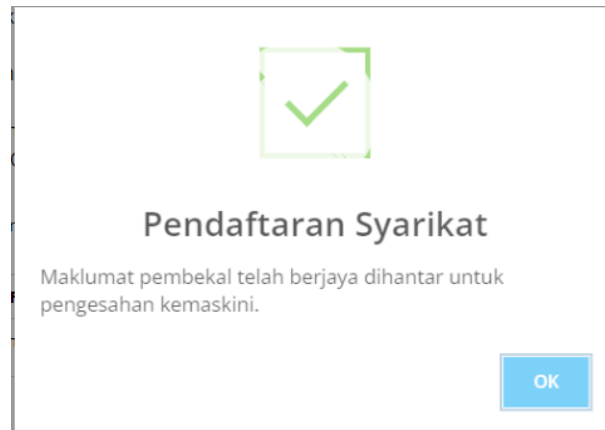 Pendaftaran Syarikat
Maklumat pembekal telah berjaya dihantar untuk
pengesahan kemaskini.
OK